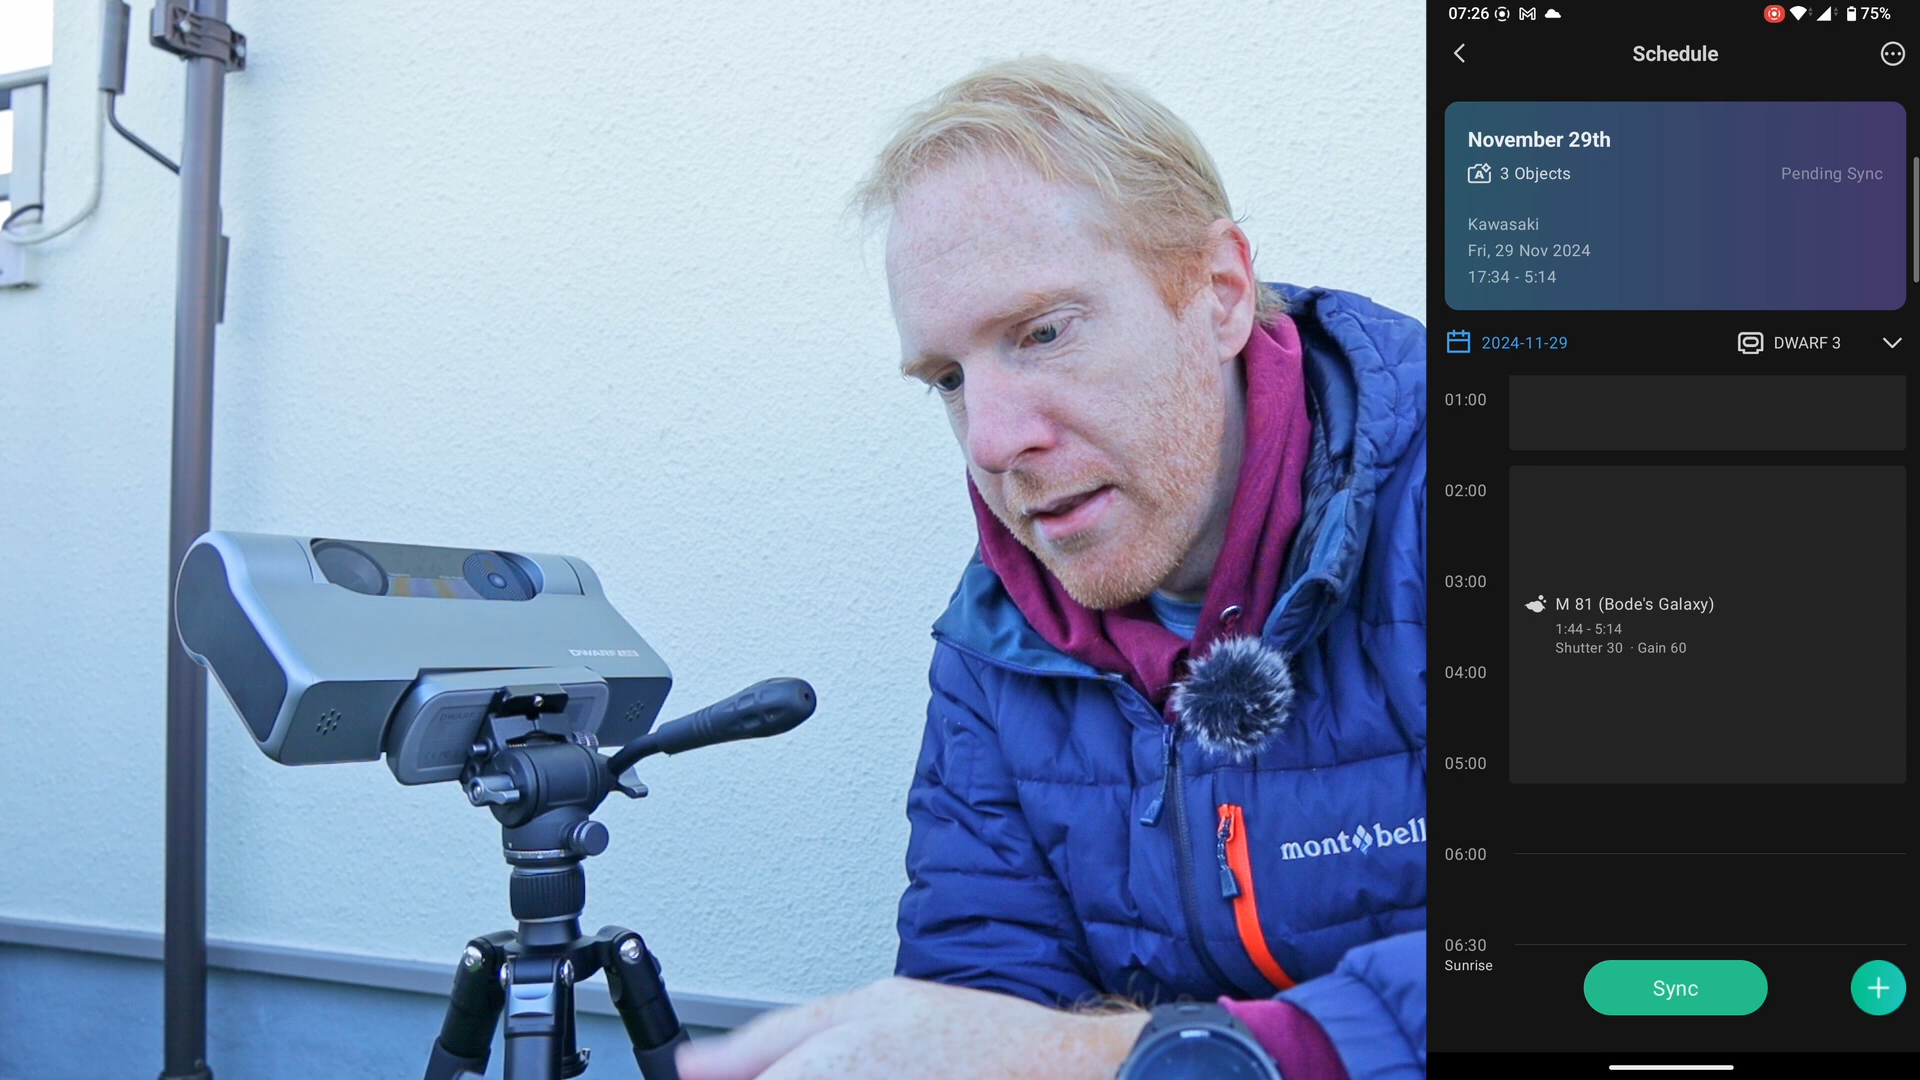 DWARFLAB
mont bell
07:26
75%
Schedule
November 29th
3 Objects
Pending Sync
Kawasaki
Fri, 29 Nov 2024
17:34 - 5:14
2024-11-29
DWARF 3
01:00
02:00
03:00
M 81 (Bode's Galaxy)
1:44 - 5:14
Shutter 30 · Gain 60
04:00
05:00
06:00
06:30
Sunrise
Sync